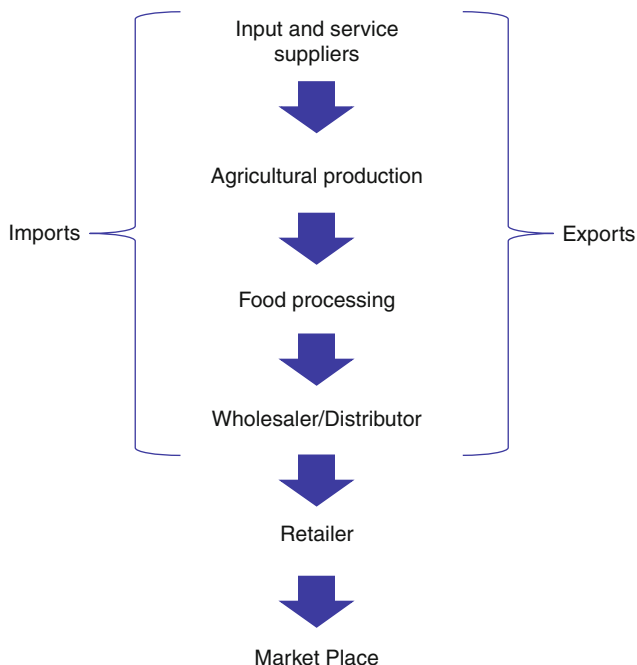 Input and service
suppliers
Agricultural production
Imports
Exports
Food processing
Wholesaler/Distributor
Retailer
Market Place